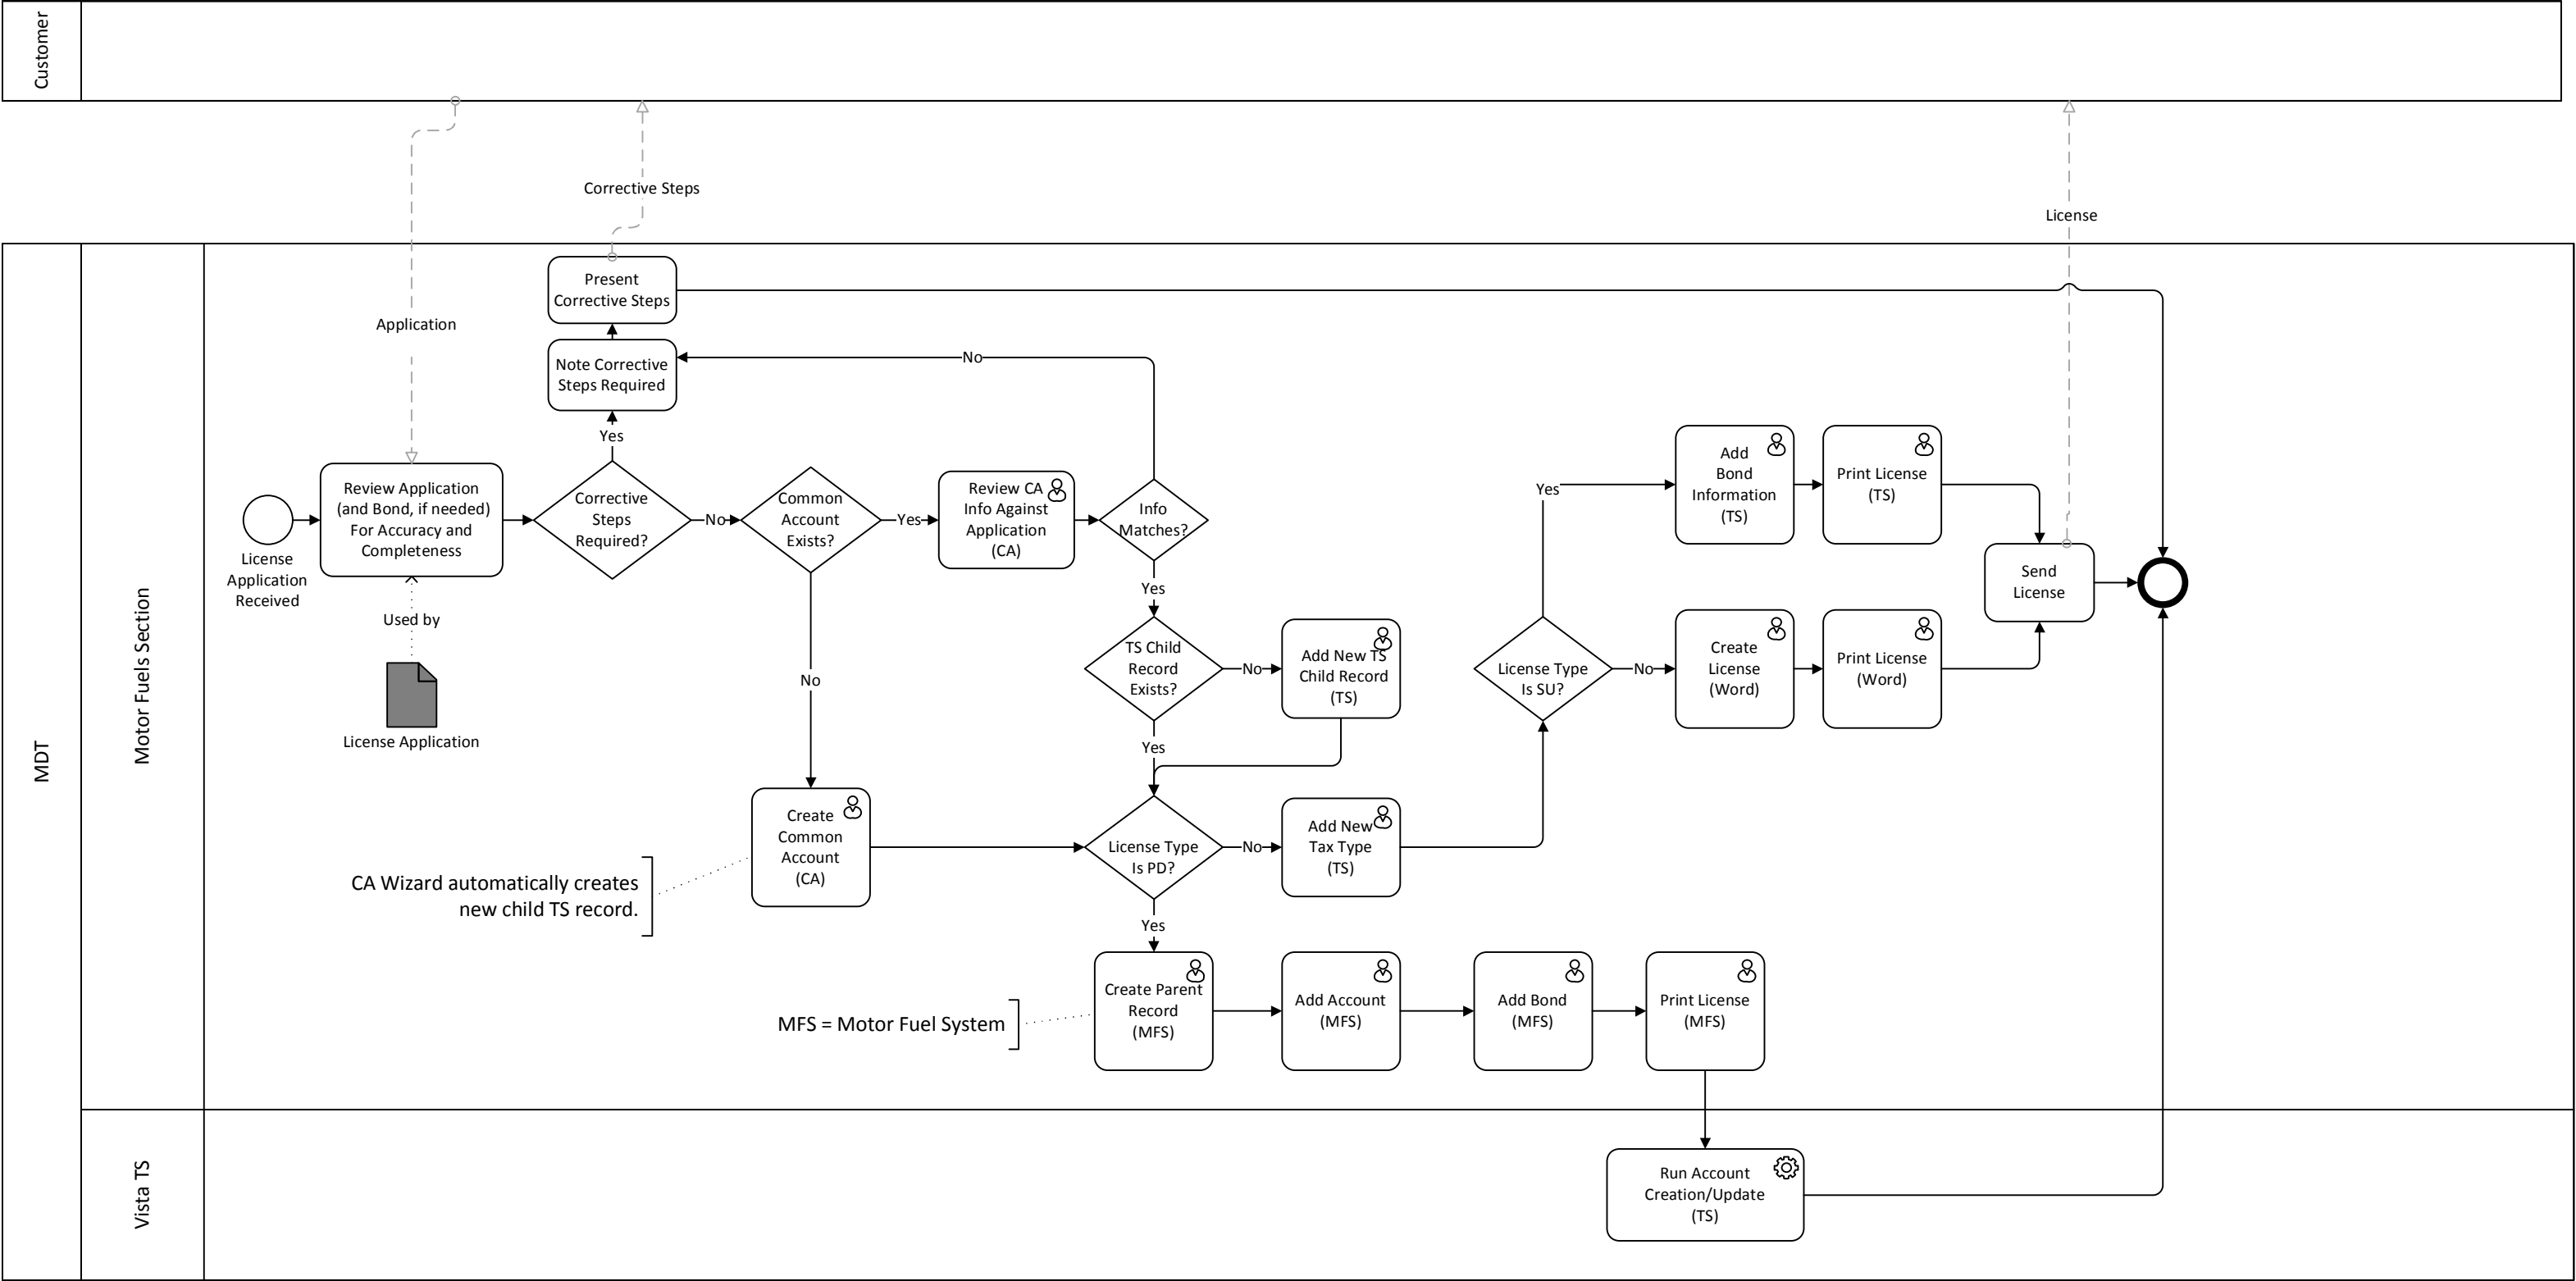 Customer
Corrective Steps
License
Application
MDT
Motor Fuels Section
Present
Corrective Steps
Note Corrective
Steps Required
No
Yes
License
Application
Received
Review Application
(and Bond, if needed)
For Accuracy and
Completeness
Used by
License Application
Corrective
Steps
Required?
No
Common
Account
Exists?
Yes
Review CA
Info Against
Application
(CA)
Info
Matches?
Yes
No
TS Child
Record
Exists?
No
Add New TS
Child Record
(TS)
Yes
Create
Common
Account
(CA)
CA Wizard automatically creates
new child TS record.
License Type
Is PD?
No
Add New
Tax Type
(TS)
Yes
License Type
Is SU?
Yes
Add
Bond
Information
(TS)
Print License
(TS)
No
Create
License
(Word)
Print License
(Word)
Send
License
MFS = Motor Fuel System
Create Parent
Record
(MFS)
Add Account
(MFS)
Add Bond
(MFS)
Print License
(MFS)
Vista TS
Run Account
Creation/Update
(TS)